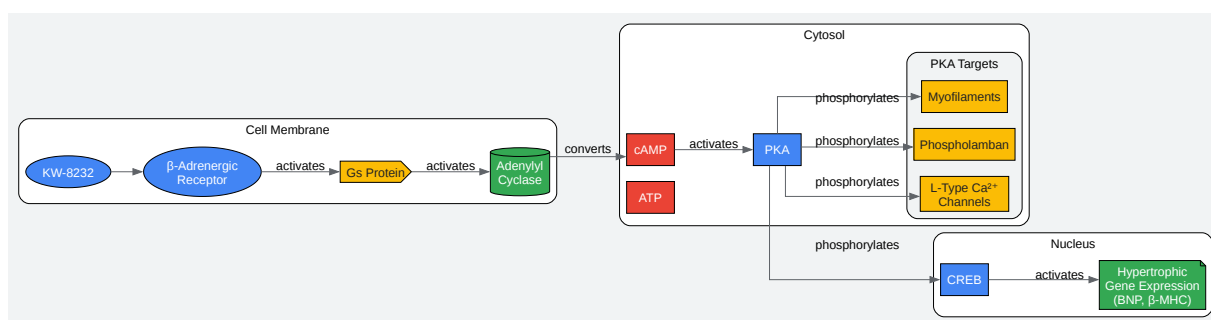 Cytosol
PKA Targets
Myofilaments
phosphorylates
Cell Membrane
KW-8232
β-Adrenergic
Receptor
activates
Gs Protein
activates
Adenylyl
Cyclase
converts
cAMP
activates
PKA
phosphorylates
Phospholamban
ATP
phosphorylates
L-Type Ca²⁺
Channels
phosphorylates
Nucleus
CREB
activates
Hypertrophic
Gene Expression
(BNP, β-MHC)